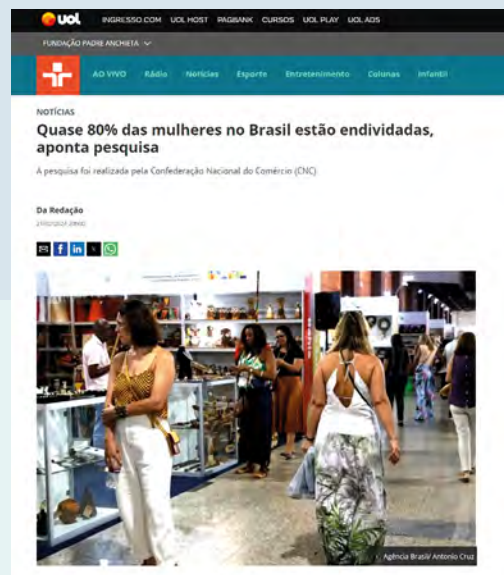 uol INGRESSO.COM UOL HOST PAGBANK CURSOS UOL PLAY UOL ADS
FUNDAÇÃO PADRE ANCHIETA
AO VIVO Rádio Notícias Esporte Entretenimento Colunas Infantil
NOTÍCIAS
Quase 80% das mulheres no Brasil estão endividadas,
aponta pesquisa
A pesquisa foi realizada pela Confederação Nacional do Comércio (CNC)
Da Redação
Agência Brasil/ Antonio Cruz